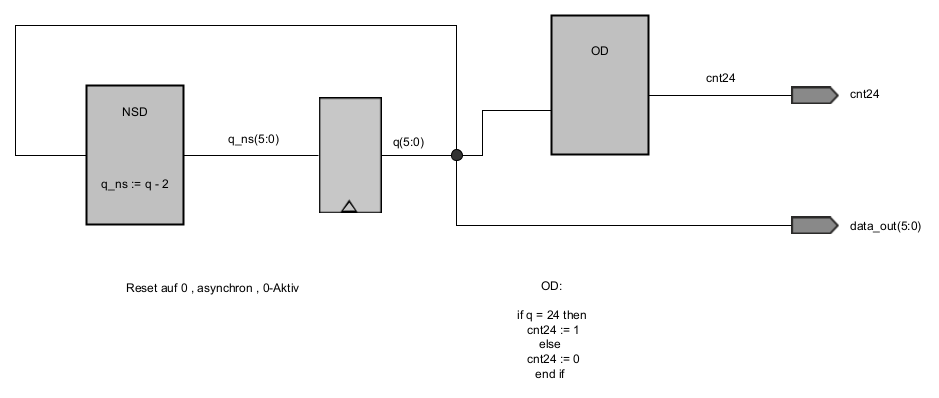 OD
cnt24
cnt24
NSD
q_ns(5:0)
q(5:0)
q_ns := q - 2
data_out(5:0)
Reset auf 0 , asynchron , 0-Aktiv
OD:
if q = 24 then
cnt24 := 1
else
cnt24 := 0
end if